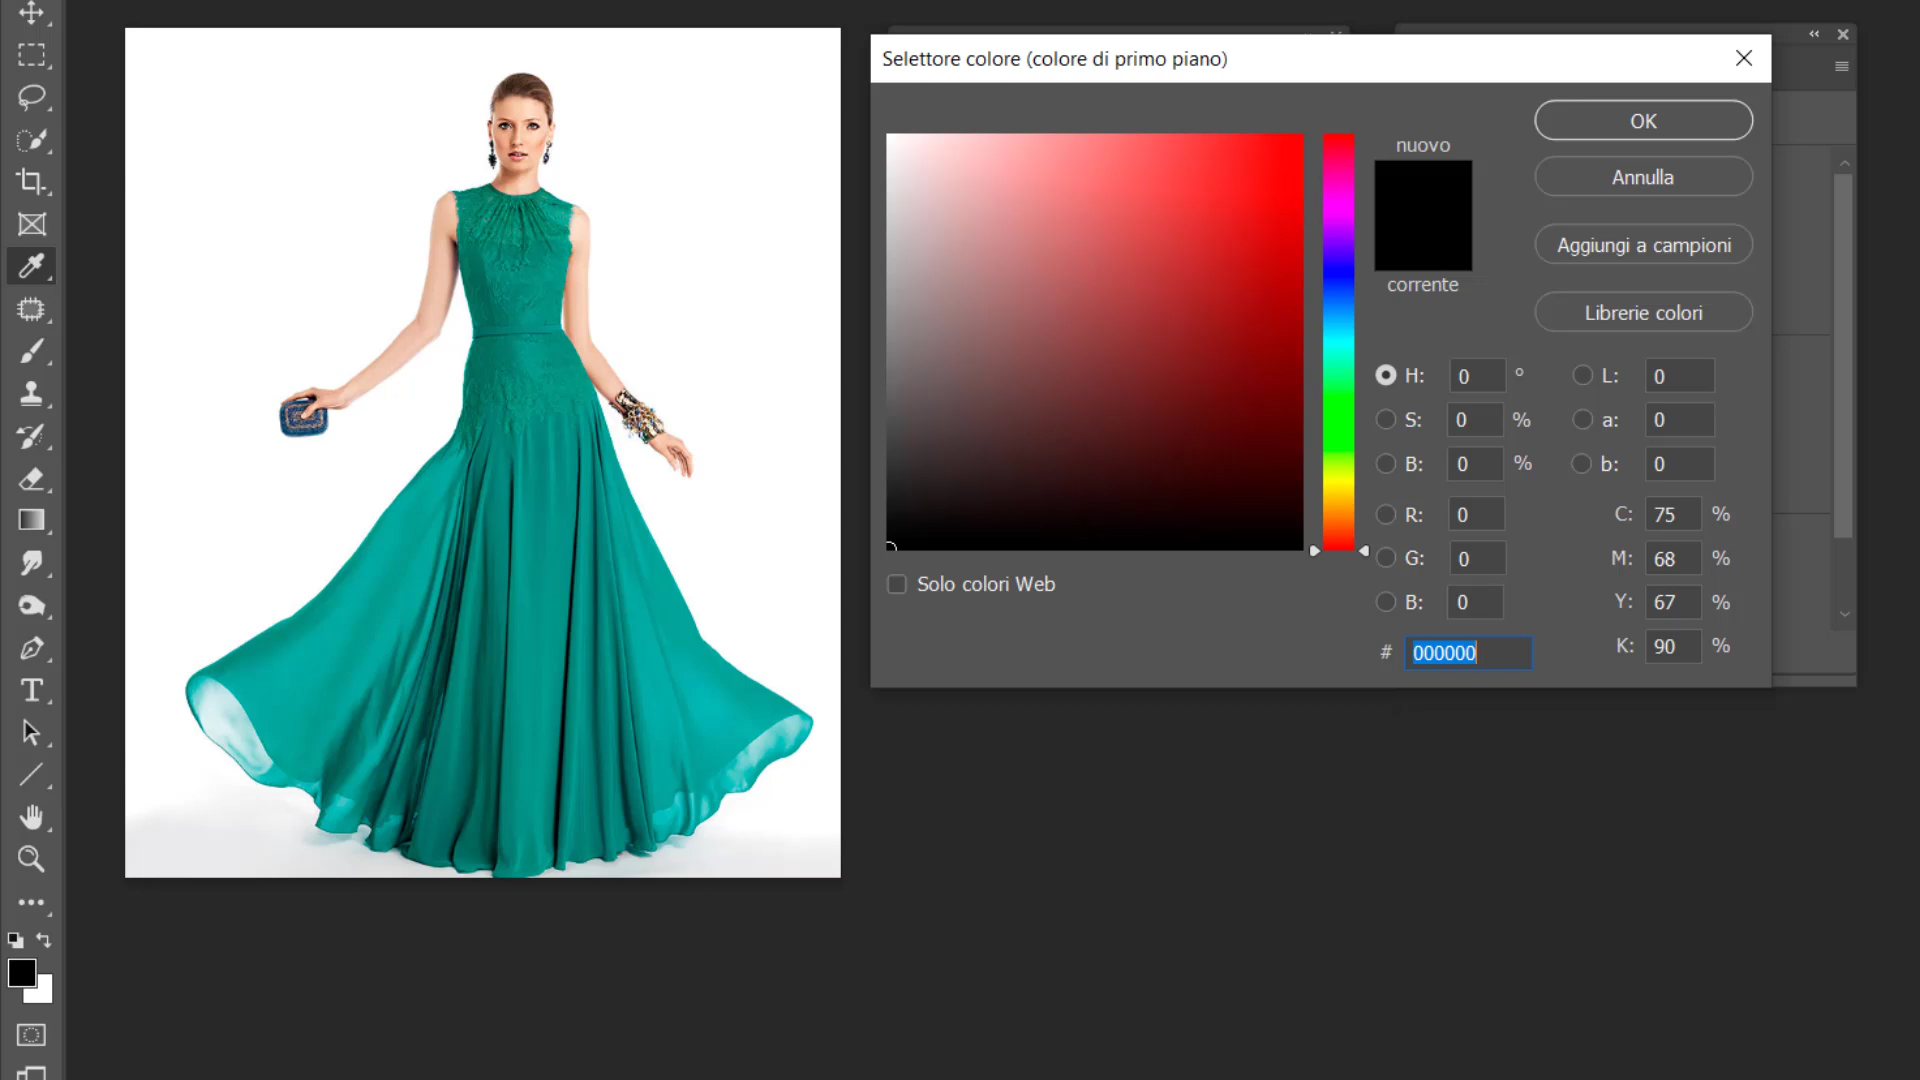 Selettore colore (colore di primo piano)
OK
nuovo
Annulla
Aggiungi a campioni
corrente
Librerie colori
H: 0 ° L: 0
S: 0 % a: 0
B: 0 % b: 0
R: 0 C: 75 %
G: 0 M: 68 %
Solo colori Web
B: 0 Y: 67 %
# 000000 K: 90 %